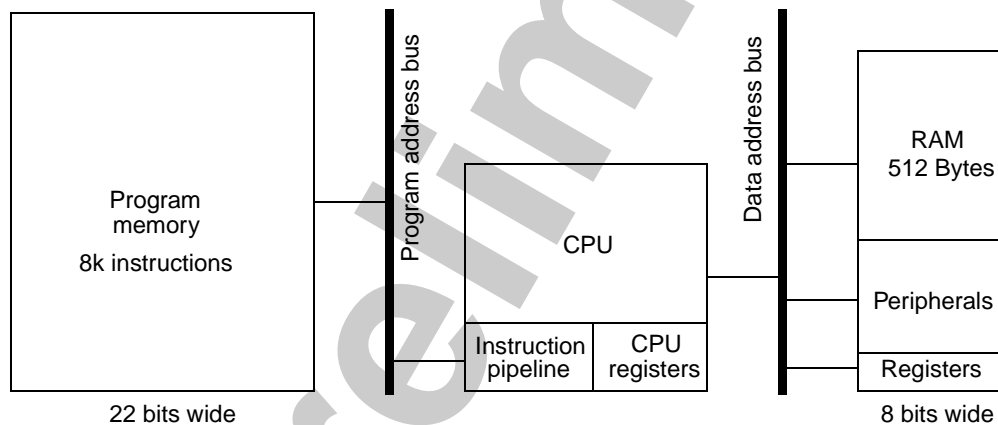 Program
memory
8k instructions
22 bits wide
Program address bus
CPU
Instruction
pipeline
CPU
registers
Data address bus
RAM
512 Bytes
Peripherals
Registers
8 bits wide
relim